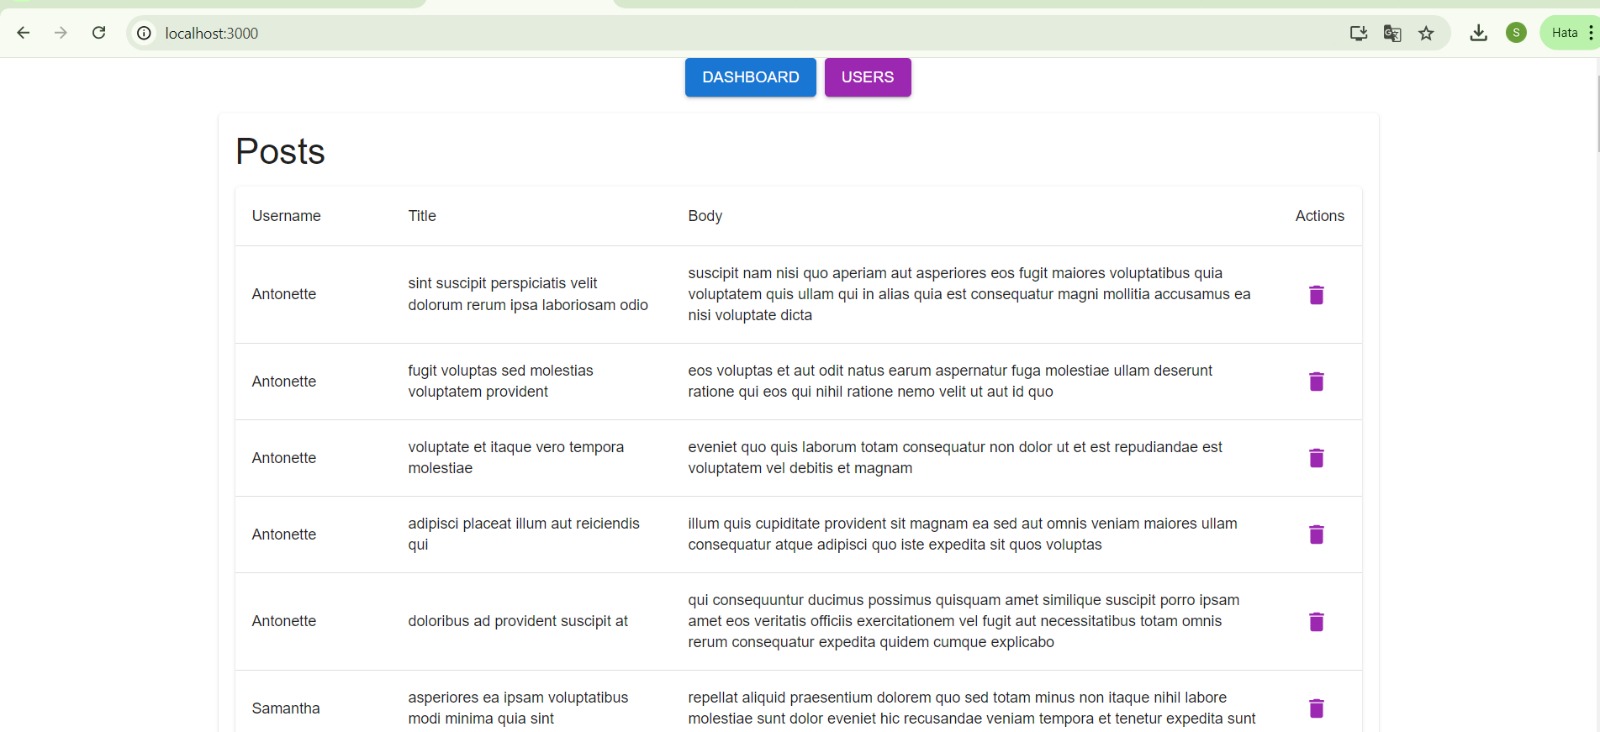 localhost:3000
S
Hata
DASHBOARD USERS
Posts
Username Title Body Actions
Antonette
sint suscipit perspiciatis velit
dolorum rerum ipsa laboriosam odio
suscipit nam nisi quo aperiam aut asperiores eos fugit maiores voluptatibus quia
voluptatem quis ullam qui in alias quia est consequatur magni mollitia accusamus ea
nisi voluptate dicta
Antonette
fugit voluptas sed molestias
voluptatem provident
eos voluptas et aut odit natus earum aspernatur fuga molestiae ullam deserunt
ratione qui eos qui nihil ratione nemo velit ut aut id quo
Antonette
voluptate et itaque vero tempora
molestiae
eveniet quo quis laborum totam consequatur non dolor ut et est repudiandae est
voluptatem vel debitis et magnam
Antonette
adipisci placeat illum aut reiciendis
qui
illum quis cupiditate provident sit magnam ea sed aut omnis veniam maiores ullam
consequatur atque adipisci quo iste expedita sit quos voluptas
Antonette
doloribus ad provident suscipit at
qui consequuntur ducimus possimus quisquam amet similique suscipit porro ipsam
amet eos veritatis officiis exercitationem vel fugit aut necessitatibus totam omnis
rerum consequatur expedita quidem cumque explicabo
Samantha
asperiores ea ipsam voluptatibus
modi minima quia sint
repellat aliquid praesentium dolorem quo sed totam minus non itaque nihil labore
molestiae sunt dolor eveniet hic recusandae veniam tempora et tenetur expedita sunt